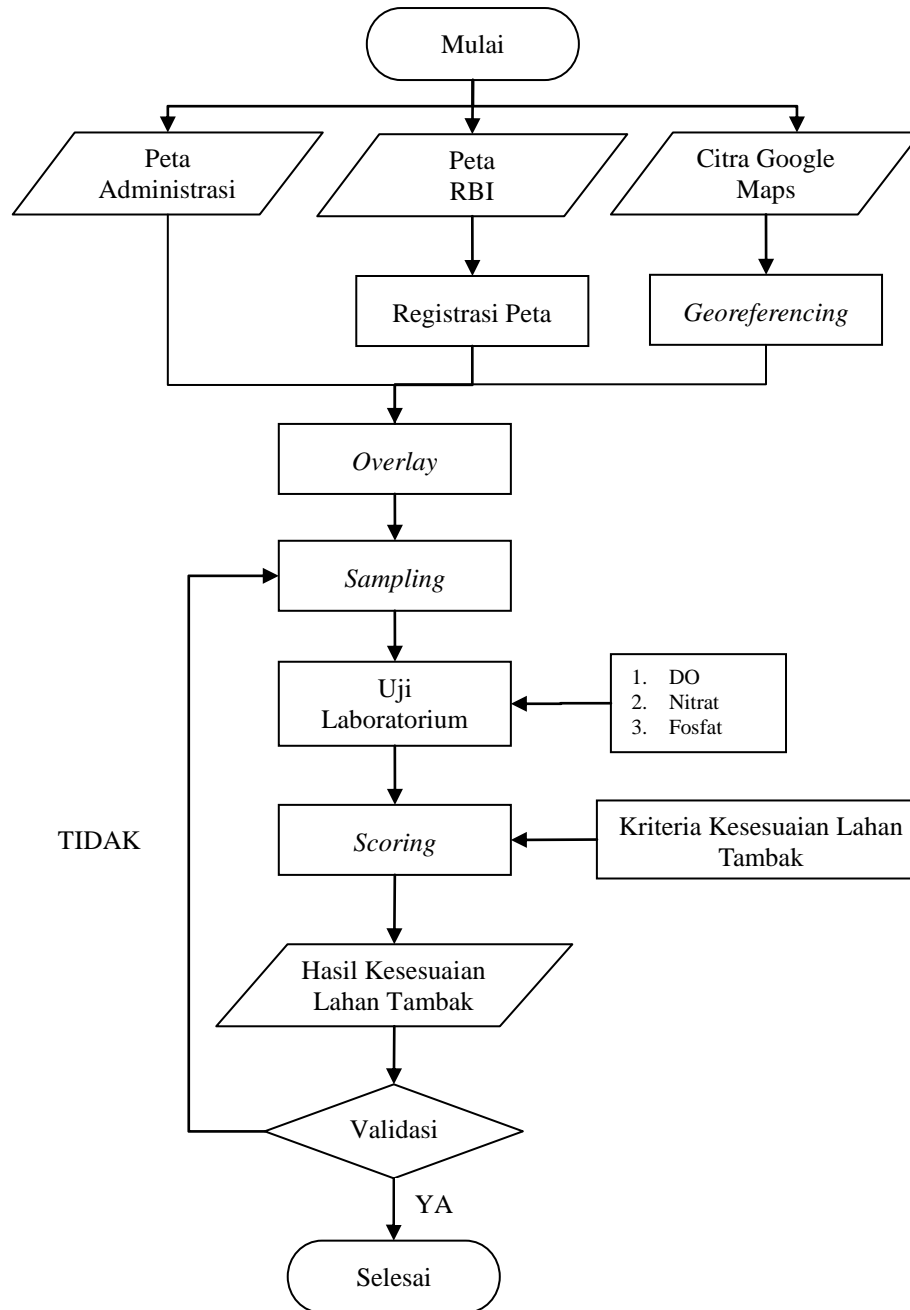 Mulai
Peta
Administrasi
Peta
RBI
Citra Google
Maps
Registrasi Peta
Georeferencing
Overlay
Sampling
Uji
Laboratorium
1. DO
2. Nitrat
3. Fosfat
TIDAK
Scoring
Kriteria Kesesuaian Lahan
Tambak
Hasil Kesesuaian
Lahan Tambak
Validasi
YA
Selesai